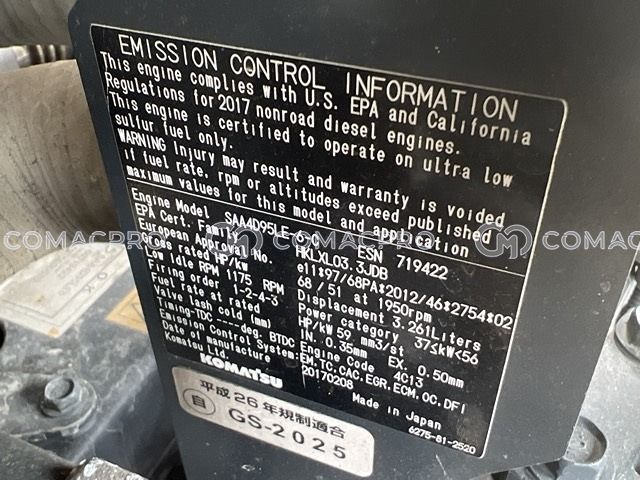 EMISSION CONTROL INFORMATION
This engine complies with U.S. EPA and California
Regulations for 2017 nonroad diesel engines.
This engine is certified to operate on ultra low
sulfur fuel only.
WARNING Injury may result and warranty is voided
if fuel rate, rpm or altitudes exceed published
maximum values for this model and application
Engine Model SAA4D95LE-6-C ESN 719422
EPA Cert. Family HKLXL03.3JDB
European Approval No. e11*97/68PA*2012/46*2754*02
Gross rated HP/kW 68/51 at 1950rpm
Low idle RPM 1175 RPM Displacement 3.261Liters
Firing order 1-2-4-3 Power category 37≤kW<56
Fuel rate at rated HP/kW 59 mm3/st
Valve lash cold(mm) IN. 0.35mm EX. 0.50mm
Timing-TDC ----deg. BTDC Engine Code 4C13
Emission Control System:EM.TC.CAC.EGR.ECM.OC.DFI
Date of manufacture 20170208
Komatsu Ltd. Made in Japan
KOMATSU 6275-81-2520
平成26年規制適合
自 GS-2025
COMACPRO COMACPRO COMACPRO